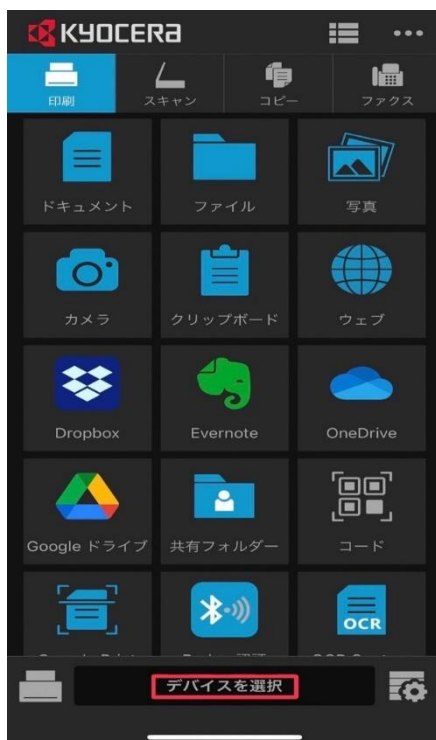 KYOCERA
印刷
スキャン
コピー
ファクス
ドキュメント
ファイル
写真
カメラ
クリップボード
ウェブ
Dropbox
Evernote
OneDrive
Google ドライブ
共有フォルダー
コード
OCR
デバイスを選択